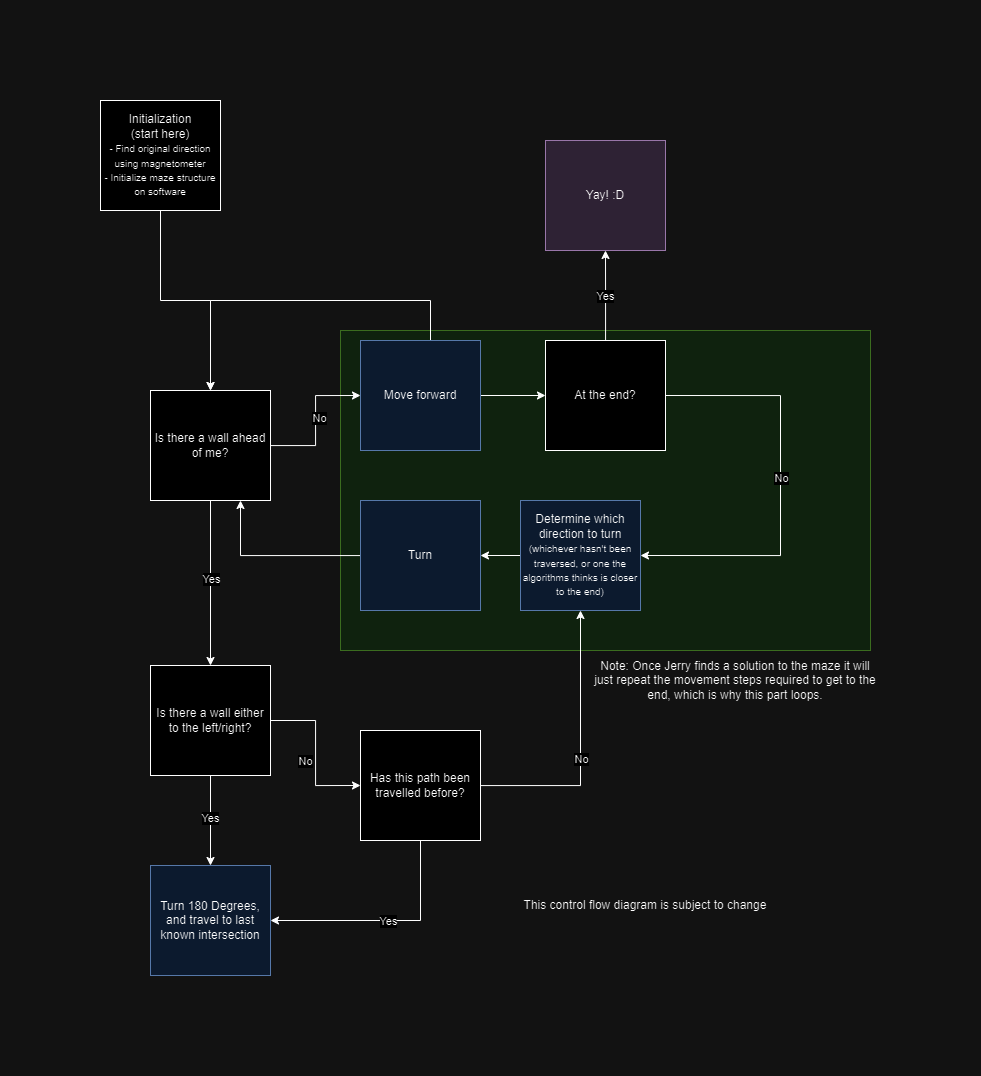 Initialization
(start here)
- Find original direction
using magnetometer
- Initialize maze structure
on software
Yay! :D
Yes
Move forward
At the end?
No
Is there a wall ahead
of me?
No
Turn
Determine which
direction to turn
(whichever hasn't been
traversed, or one the
algorithms thinks is closer
to the end)
Yes
Note: Once Jerry finds a solution to the maze it will
just repeat the movement steps required to get to the
end, which is why this part loops.
Is there a wall either
to the left/right?
No
Has this path been
travelled before?
No
Yes
Turn 180 Degrees,
and travel to last
known intersection
Yes
This control flow diagram is subject to change